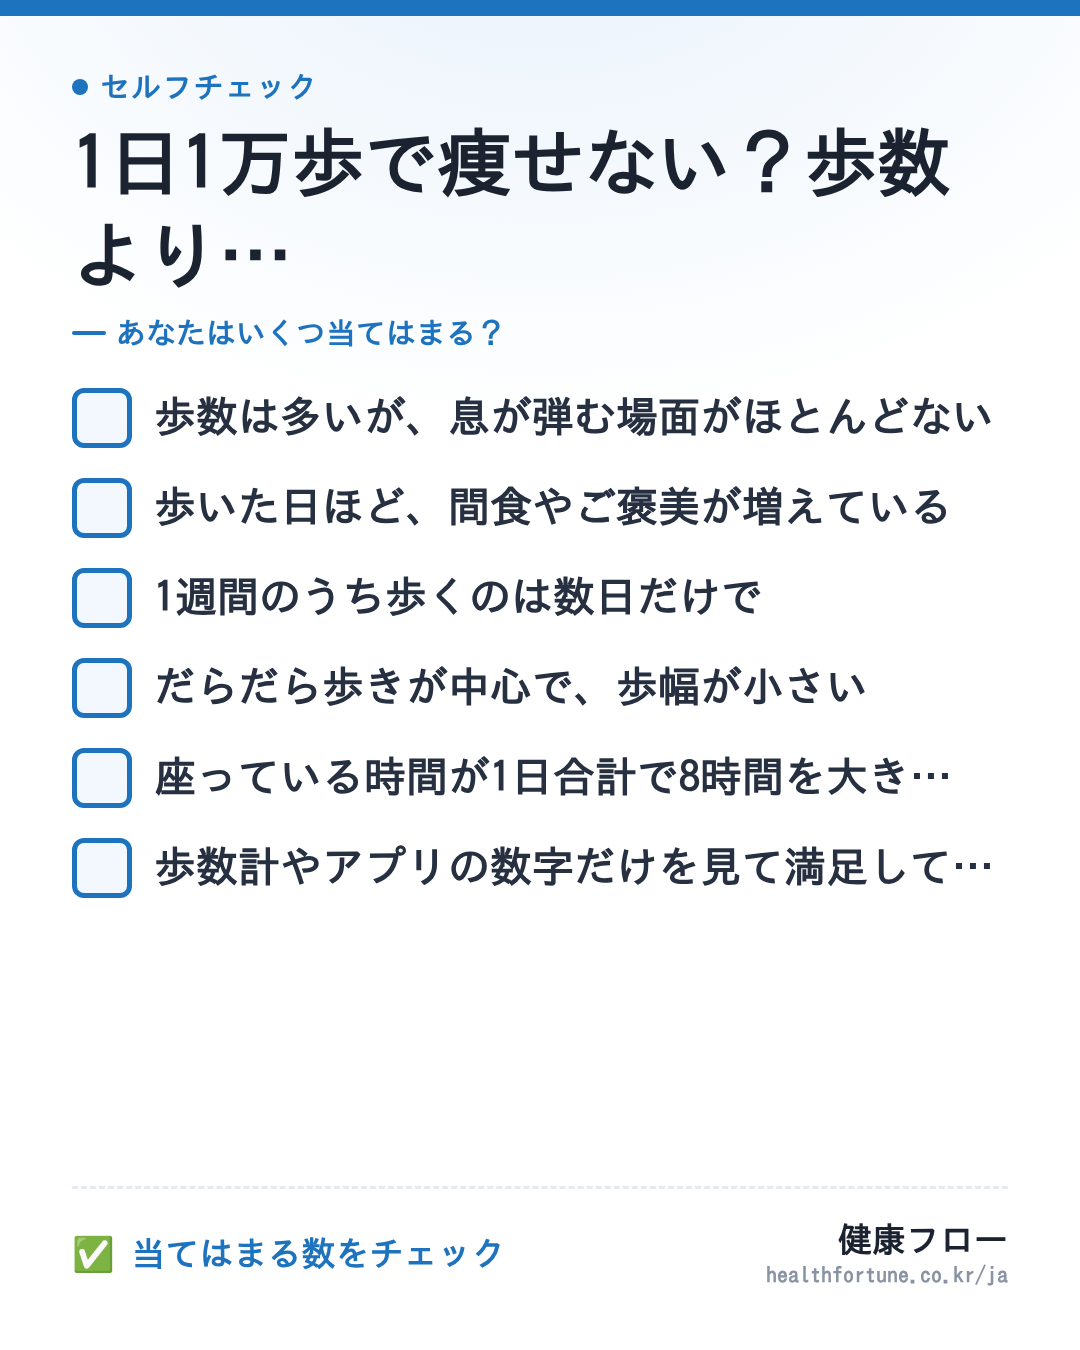 セルフチェック
1日1万歩で痩せない？歩数
より…
あなたはいくつ当てはまる？
歩数は多いが、息が弾む場面がほとんどない
歩いた日ほど、間食やご褒美が増えている
1週間のうち歩くのは数日だけで
だらだら歩きが中心で、歩幅が小さい
座っている時間が1日合計で8時間を大き…
歩数計やアプリの数字だけを見て満足して…
✅ 当てはまる数をチェック
健康フロー
healthfortune.co.kr/ja